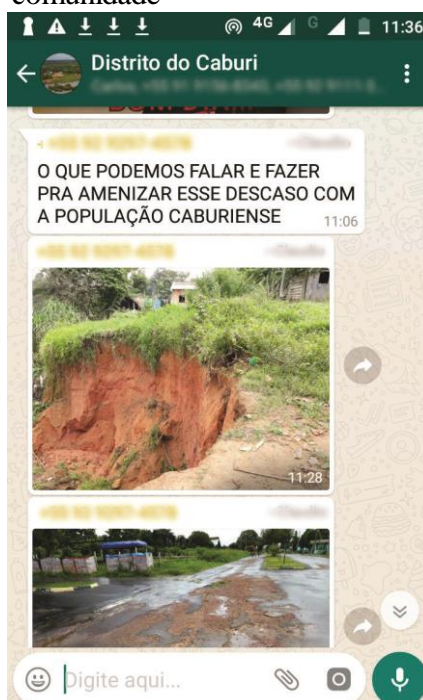 comunidade
4G G 11:36
Distrito do Caburi
O QUE PODEMOS FALAR E FAZER
PRA AMENIZAR ESSE DESCASO COM
A POPULAÇÃO CABURIENSE 11:06
11:28
Digite aqui...